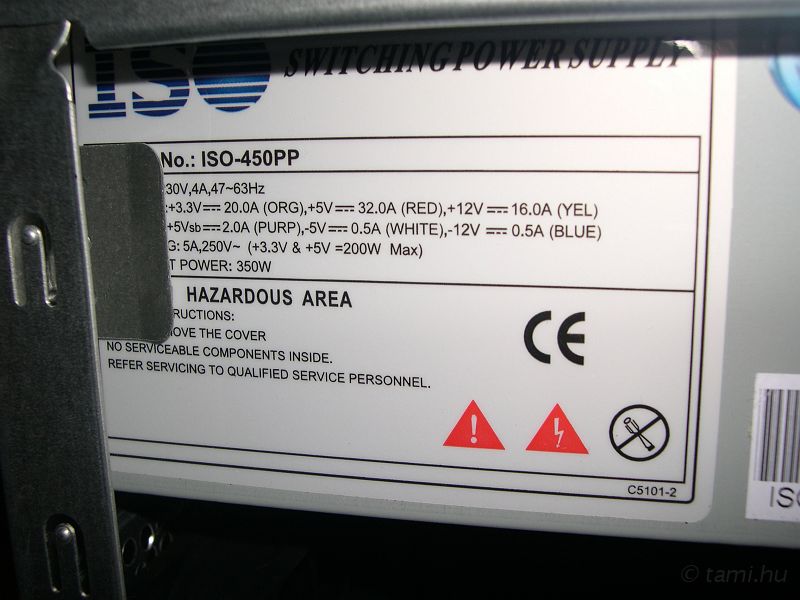 ISO SWITCHING POWER SUPPLY
No.: ISO-450PP
30V,4A,47~63Hz
:+3.3V⎓20.0A (ORG),+5V⎓32.0A (RED),+12V⎓16.0A (YEL)
+5Vsb⎓2.0A (PURP),-5V⎓0.5A (WHITE),-12V⎓0.5A (BLUE)
G: 5A,250V~ (+3.3V & +5V =200W Max)
T POWER: 350W
HAZARDOUS AREA
RUCTIONS:
OVE THE COVER
NO SERVICEABLE COMPONENTS INSIDE.
REFER SERVICING TO QUALIFIED SERVICE PERSONNEL.
CE
C5101-2
ISO
© tami.hu